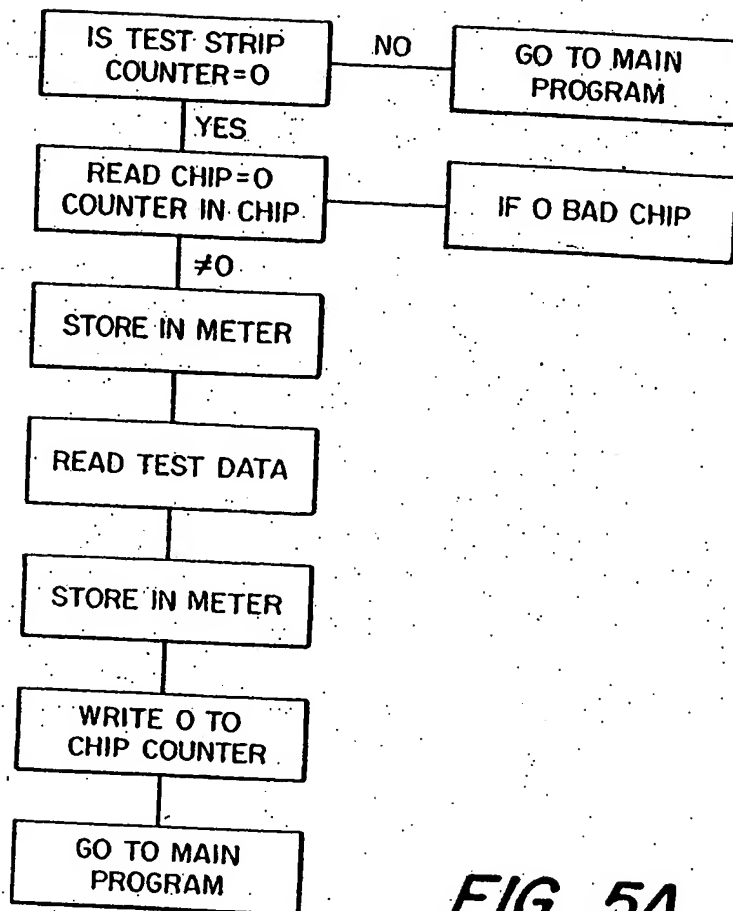 IS TEST STRIP
COUNTER=0
NO
GO TO MAIN
PROGRAM
YES
READ CHIP=0
COUNTER IN CHIP
IF 0 BAD CHIP
≠0
STORE IN METER
READ TEST DATA
STORE IN METER
WRITE 0 TO
CHIP COUNTER
GO TO MAIN
PROGRAM
FIG. 5A